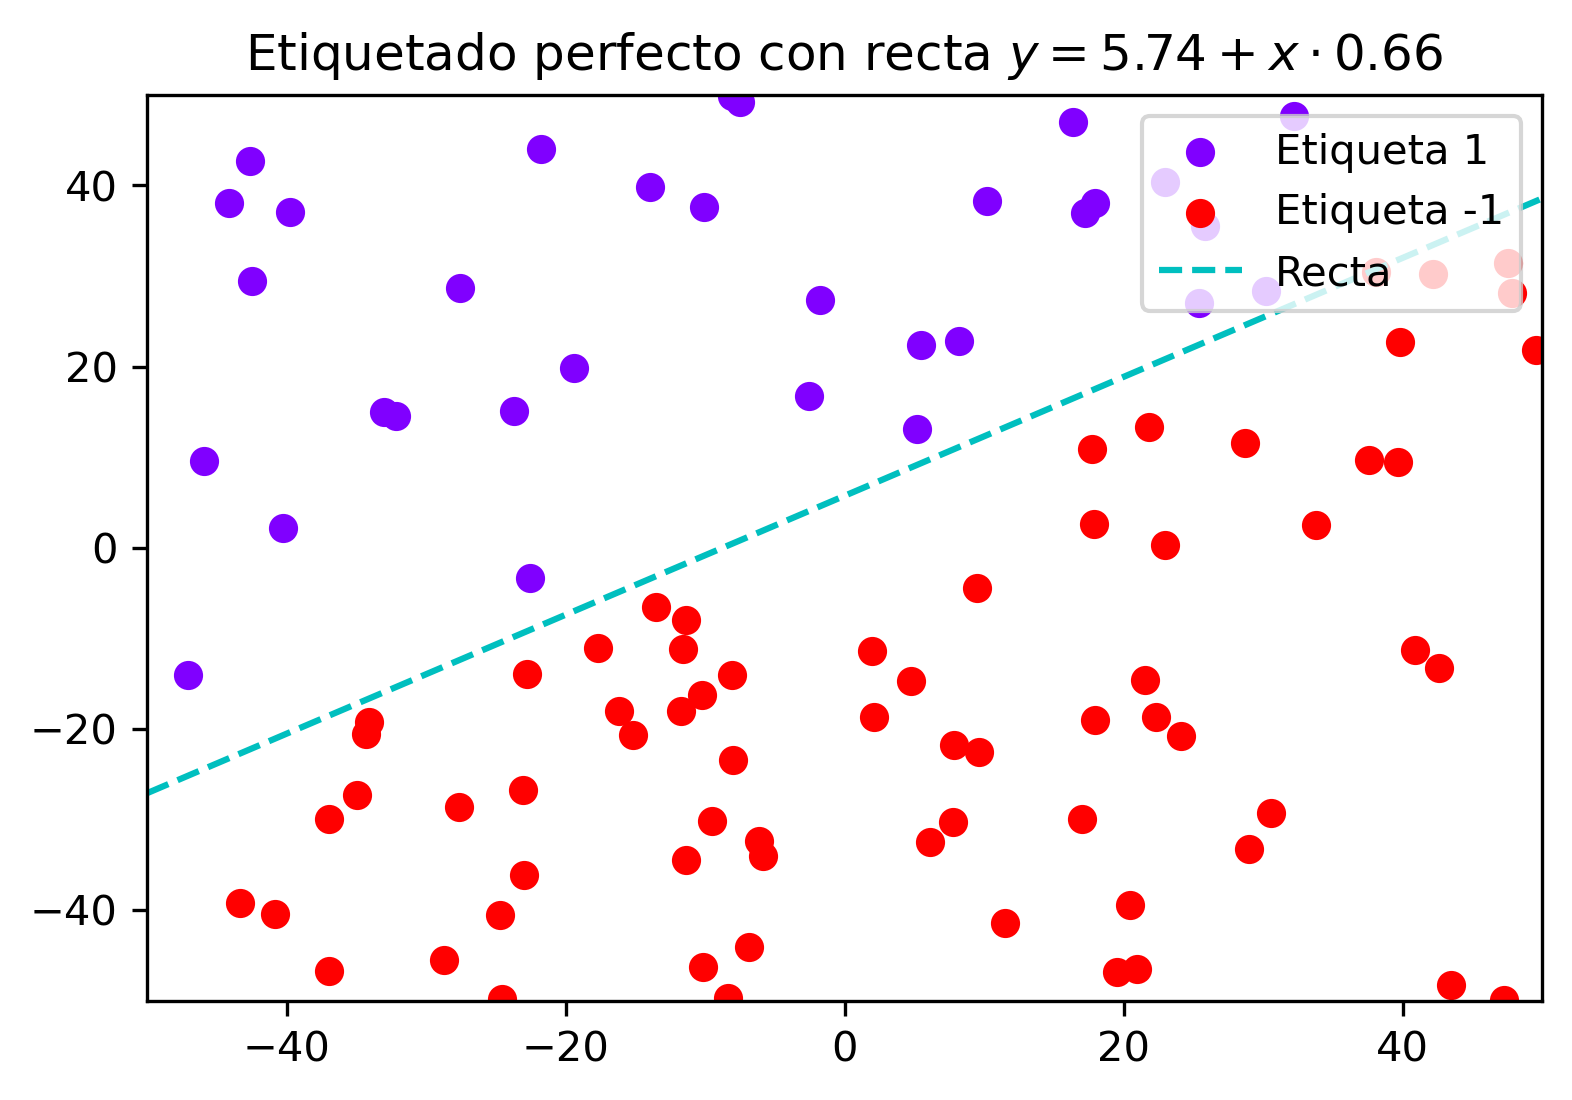 Etiquetado perfecto con recta y = 5.74 + x · 0.66
Etiqueta 1
Etiqueta -1
Recta
40
20
0
−20
−40
−40 −20 0 20 40